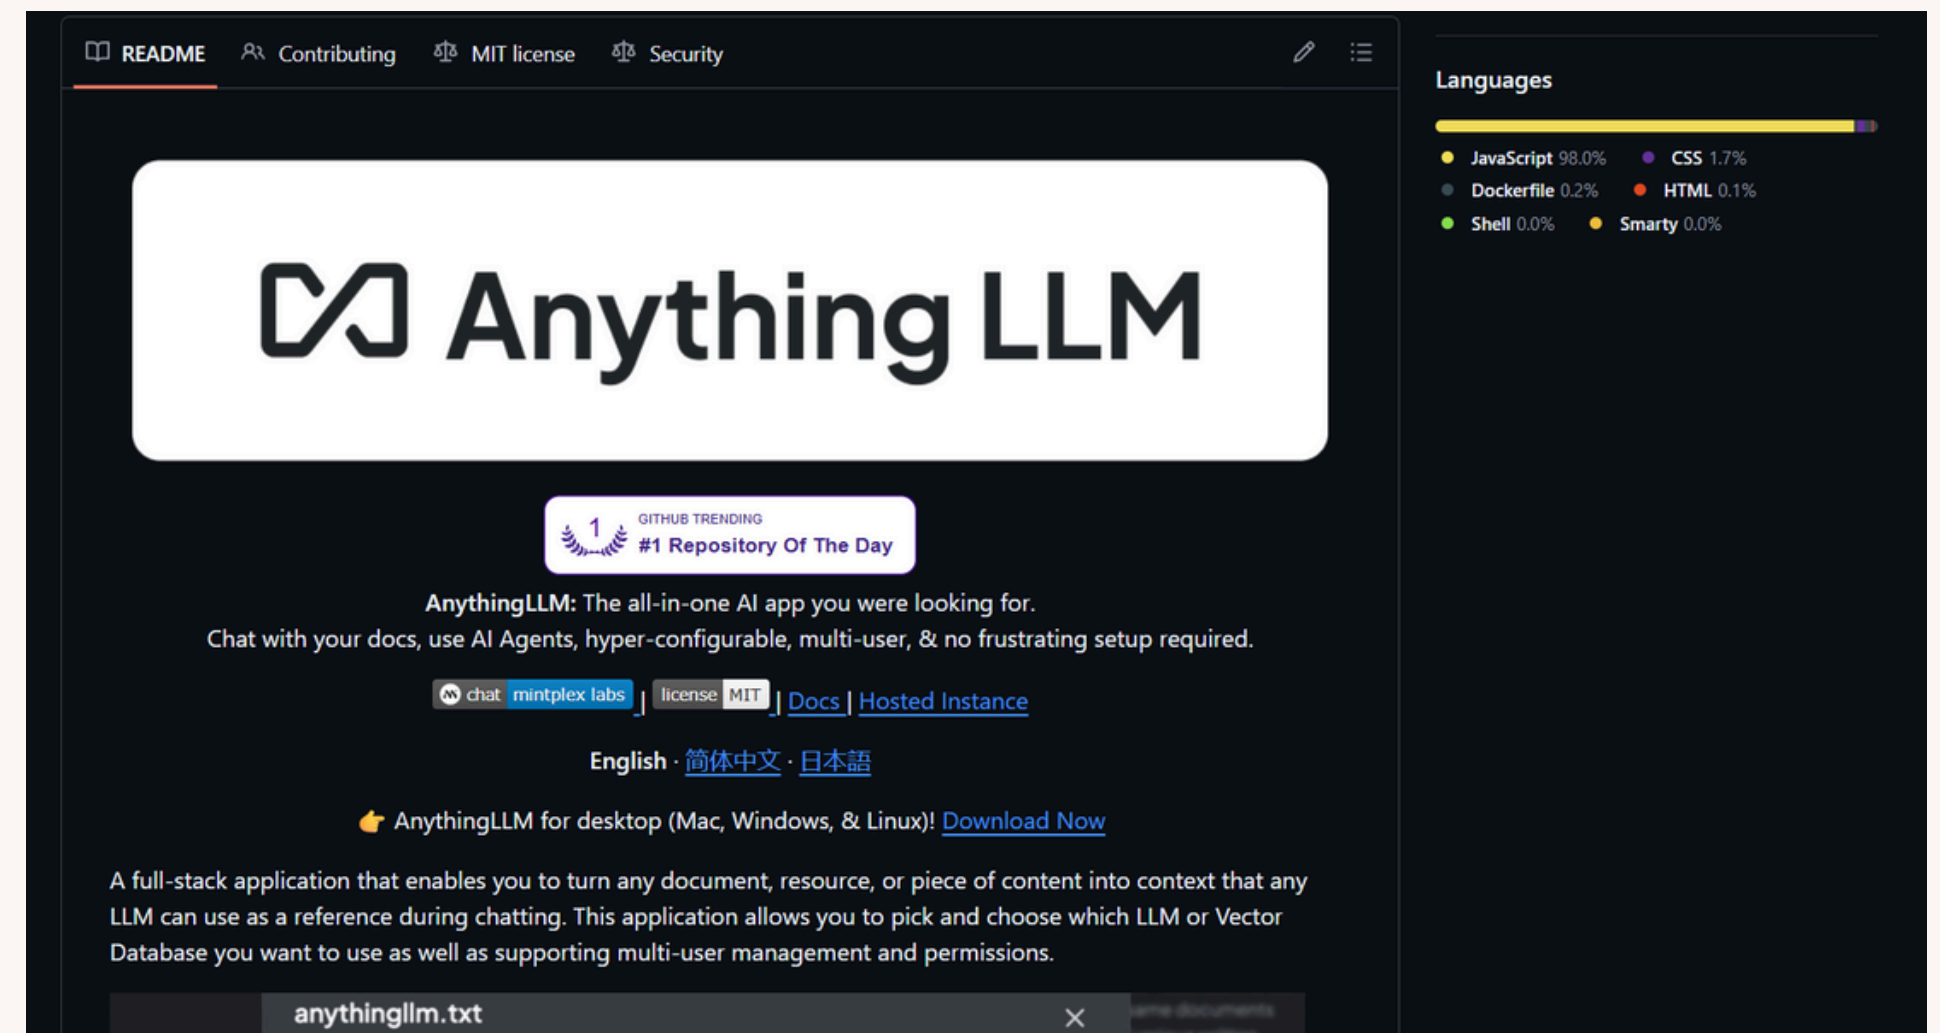 README Contributing MIT license Security
Anything LLM
1 GITHUB TRENDING
#1 Repository Of The Day
AnythingLLM: The all-in-one AI app you were looking for.
Chat with your docs, use AI Agents, hyper-configurable, multi-user, & no frustrating setup required.
chat mintplex labs | license MIT | Docs | Hosted Instance
English · 简体中文 · 日本語
👉 AnythingLLM for desktop (Mac, Windows, & Linux)! Download Now
A full-stack application that enables you to turn any document, resource, or piece of content into context that any
LLM can use as a reference during chatting. This application allows you to pick and choose which LLM or Vector
Database you want to use as well as supporting multi-user management and permissions.
anythingllm.txt
Languages
JavaScript 98.0% CSS 1.7%
Dockerfile 0.2% HTML 0.1%
Shell 0.0% Smarty 0.0%